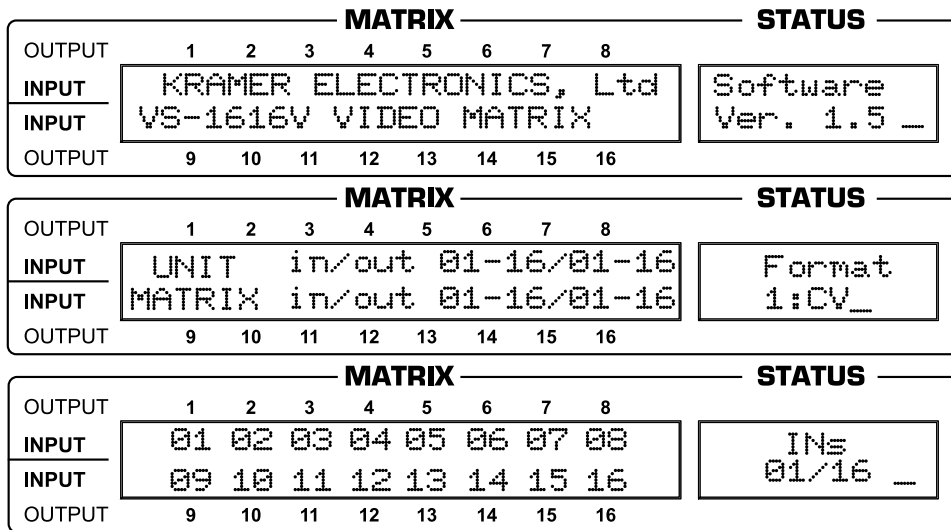 MATRIX STATUS
OUTPUT 1 2 3 4 5 6 7 8
INPUT KRAMER ELECTRONICS, Ltd Software
INPUT VS-1616V VIDEO MATRIX Ver. 1.5 _
OUTPUT 9 10 11 12 13 14 15 16
MATRIX STATUS
OUTPUT 1 2 3 4 5 6 7 8
INPUT UNIT in/out 01-16/01-16 Format
INPUT MATRIX in/out 01-16/01-16 1:CV_
OUTPUT 9 10 11 12 13 14 15 16
MATRIX STATUS
OUTPUT 1 2 3 4 5 6 7 8
INPUT 01 02 03 04 05 06 07 08 INs
INPUT 09 10 11 12 13 14 15 16 01/16 _
OUTPUT 9 10 11 12 13 14 15 16